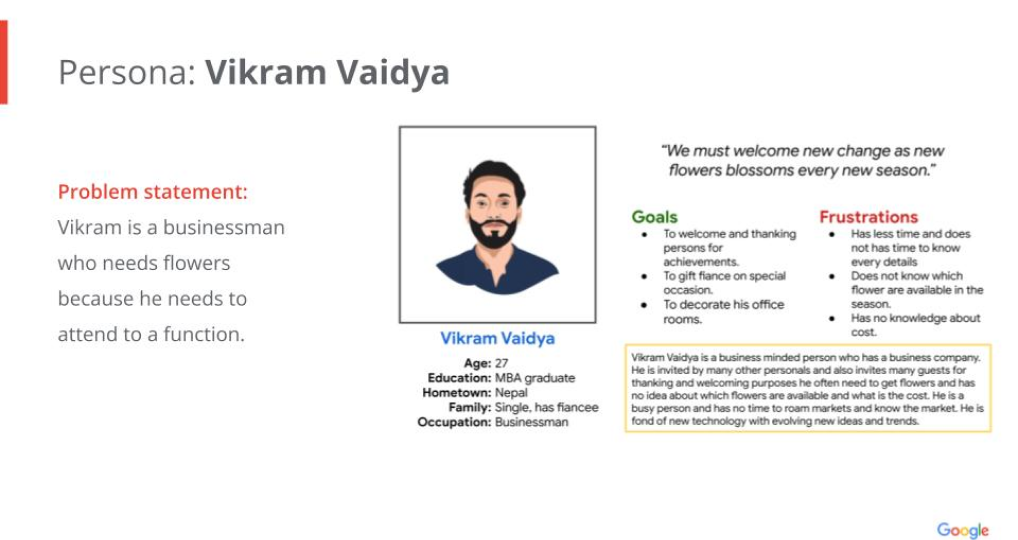 Persona: Vikram Vaidya
Problem statement:
Vikram is a businessman
who needs flowers
because he needs to
attend to a function.
Vikram Vaidya
Age: 27
Education: MBA graduate
Hometown: Nepal
Family: Single, has fiancee
Occupation: Businessman
“We must welcome new change as new
flowers blossoms every new season.”
Goals
● To welcome and thanking
persons for
achievements.
● To gift fiance on special
occasion.
● To decorate his office
rooms.
Frustrations
● Has less time and does
not has time to know
every details
● Does not know which
flower are available in the
season.
● Has no knowledge about
cost.
Vikram Vaidya is a business minded person who has a business company.
He is invited by many other personals and also invites many guests for
thanking and welcoming purposes he often need to get flowers and has
no idea about which flowers are available and what is the cost. He is a
busy person and has no time to roam markets and know the market. He is
fond of new technology with evolving new ideas and trends.
Google